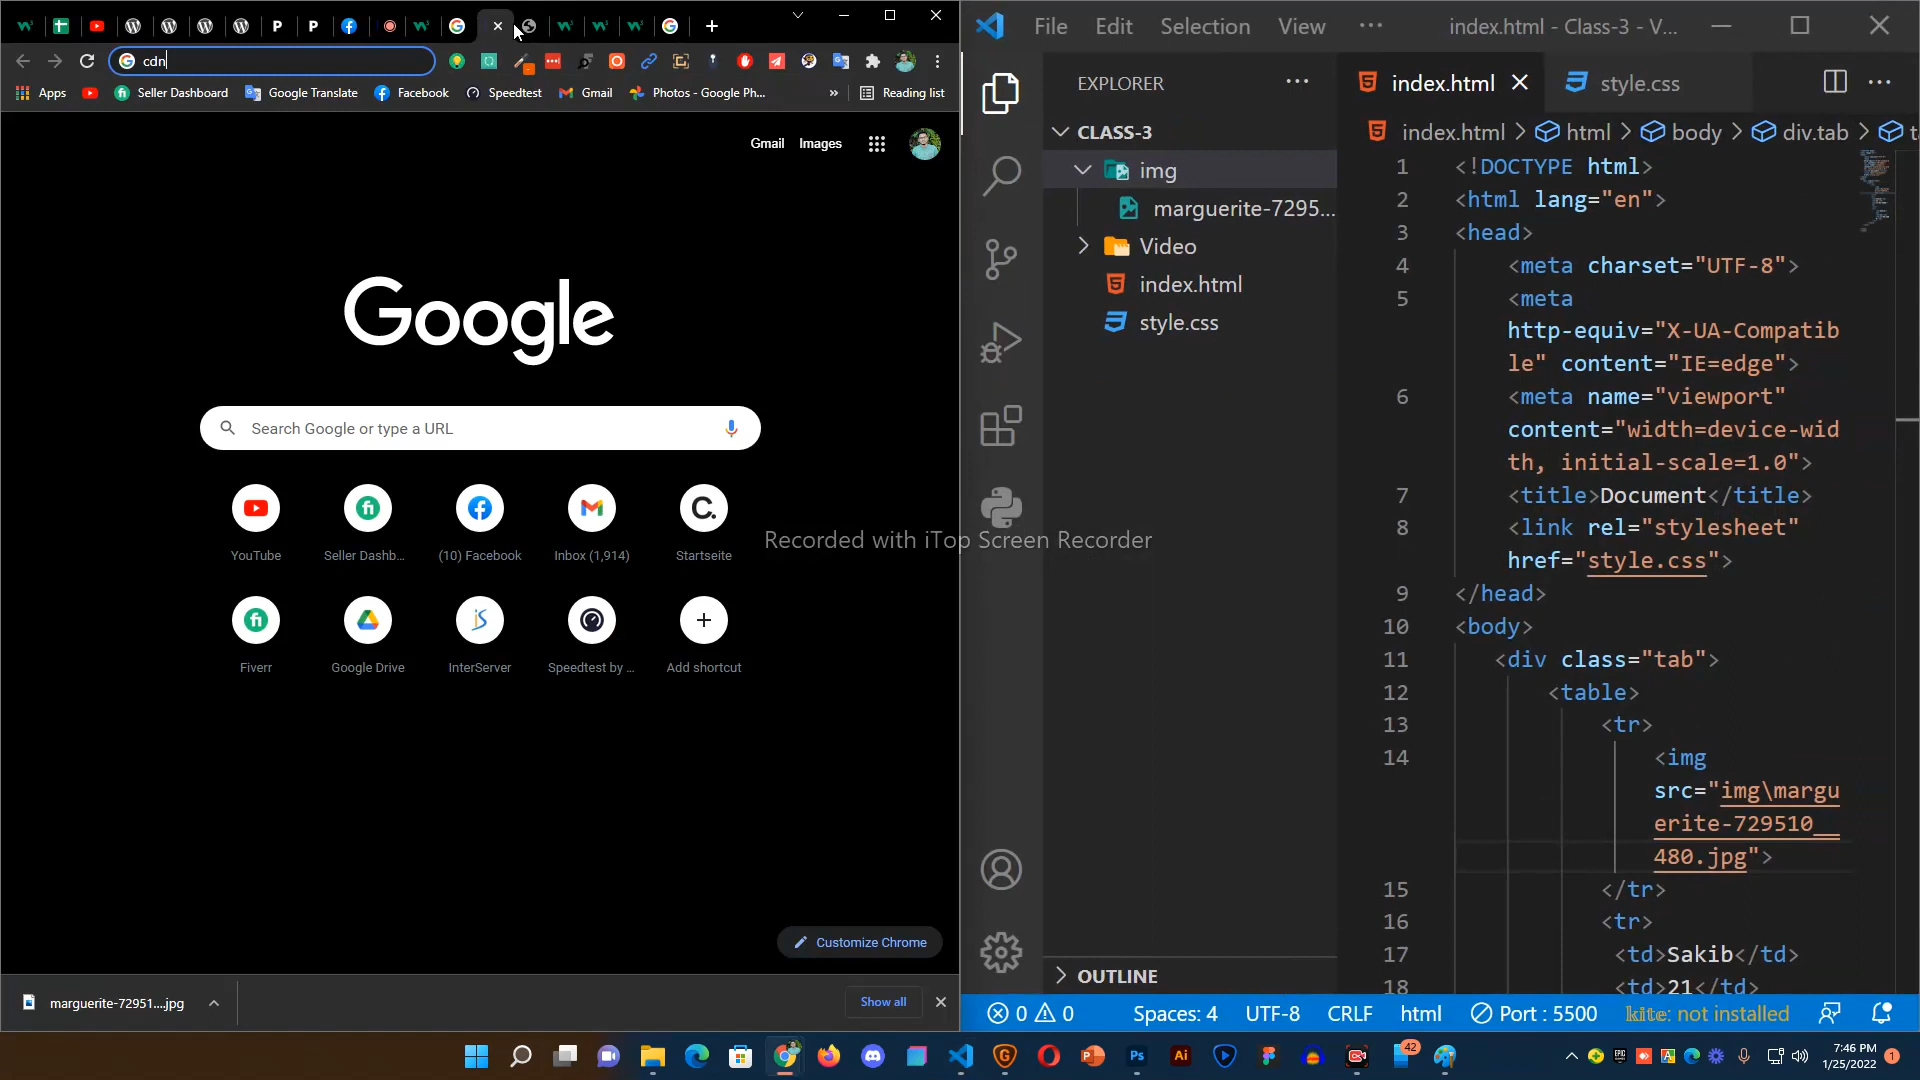 cdn
Apps
Seller Dashboard
Google Translate
Facebook
Speedtest
Gmail
Photos - Google Ph...
»
Reading list
Gmail
Images
Google
Search Google or type a URL
YouTube
Seller Dashb...
(10) Facebook
Inbox (1,914)
Startseite
Fiverr
Google Drive
InterServer
Speedtest by ...
Add shortcut
Customize Chrome
marguerite-72951....jpg
Show all
Recorded with iTop Screen Recorder
File
Edit
Selection
View
index.html - Class-3 - V...
EXPLORER
CLASS-3
img
marguerite-7295...
Video
index.html
style.css
OUTLINE
index.html
style.css
index.html > html > body > div.tab >
1 <!DOCTYPE html>
2 <html lang="en">
3 <head>
4 <meta charset="UTF-8">
5 <meta
http-equiv="X-UA-Compatib
le" content="IE=edge">
6 <meta name="viewport"
content="width=device-wid
th, initial-scale=1.0">
7 <title>Document</title>
8 <link rel="stylesheet"
href="style.css">
9 </head>
10 <body>
11 <div class="tab">
12 <table>
13 <tr>
14 <img
src="img\margu
erite-729510__
480.jpg">
15 </tr>
16 <tr>
17 <td>Sakib</td>
18 <td>21</td>
0 0
Spaces: 4
UTF-8
CRLF
html
Port : 5500
kite: not installed
42
7:46 PM
1/25/2022
1